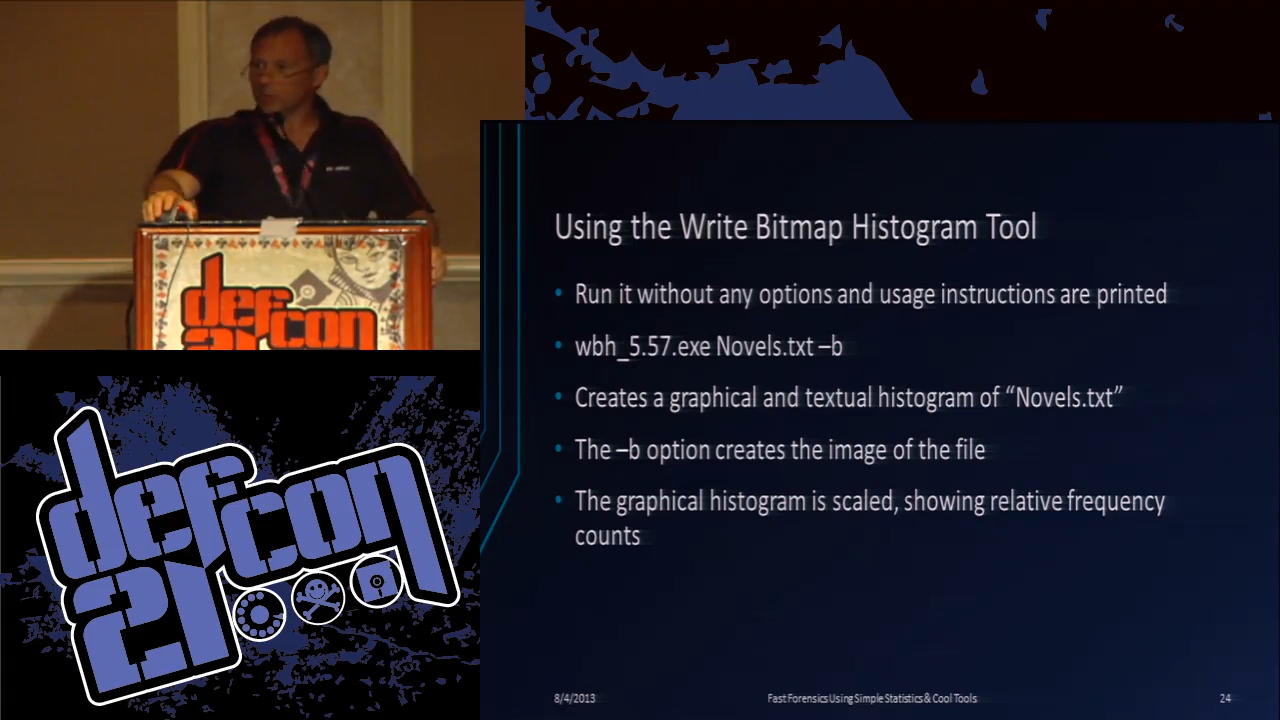 defcon
21
defcon
21
Using the Write Bitmap Histogram Tool
• Run it without any options and usage instructions are printed
• wbh_5.57.exe Novels.txt –b
• Creates a graphical and textual histogram of “Novels.txt”
• The –b option creates the image of the file
• The graphical histogram is scaled, showing relative frequency
counts
8/4/2013
Fast Forensics Using Simple Statistics & Cool Tools
24